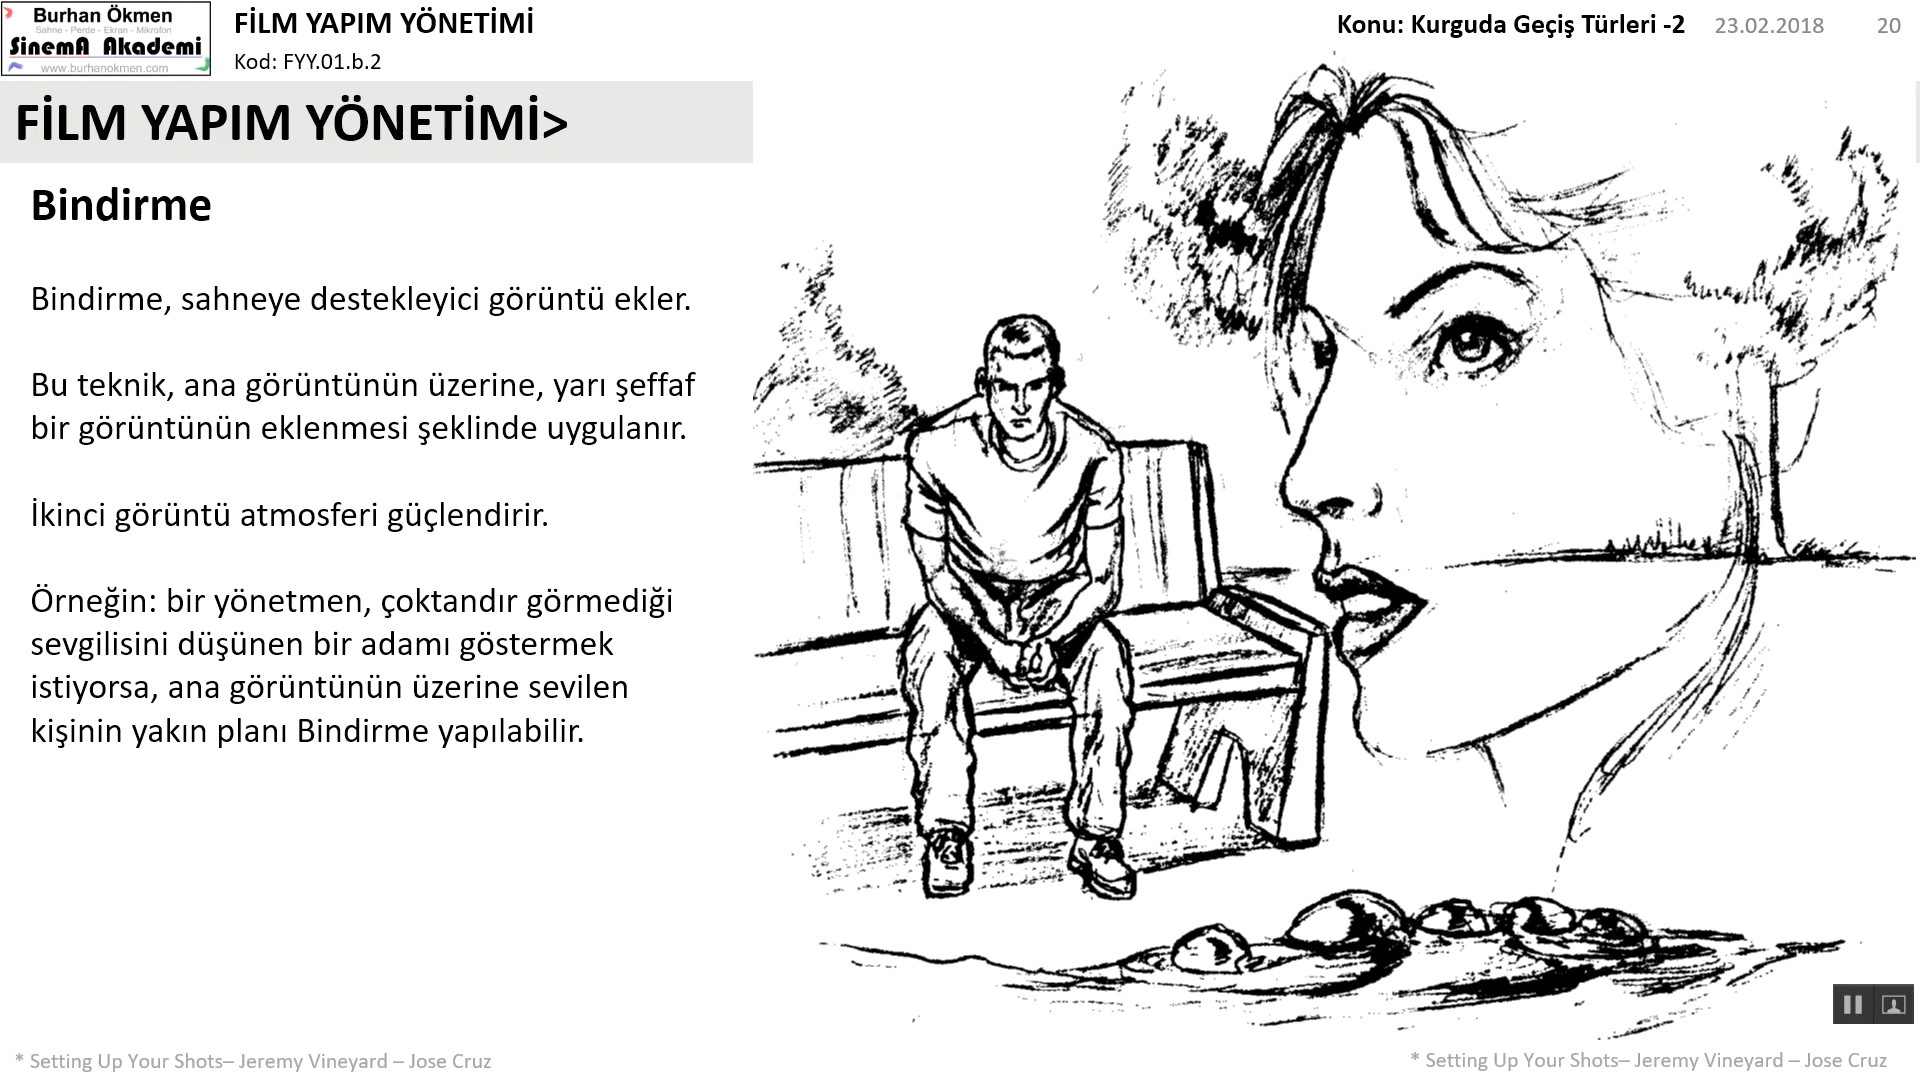 Burhan Ökmen
Sahne - Perde - Ekran - Mikrofon
SinemA Akademi
www.burhanokmen.com
FİLM YAPIM YÖNETİMİ
Kod: FYY.01.b.2
Konu: Kurguda Geçiş Türleri -2
23.02.2018
20
FİLM YAPIM YÖNETİMİ>
Bindirme
Bindirme, sahneye destekleyici görüntü ekler.
Bu teknik, ana görüntünün üzerine, yarı şeffaf
bir görüntünün eklenmesi şeklinde uygulanır.
İkinci görüntü atmosferi güçlendirir.
Örneğin: bir yönetmen, çoktandır görmediği
sevgilisini düşünen bir adamı göstermek
istiyorsa, ana görüntünün üzerine sevilen
kişinin yakın planı Bindirme yapılabilir.
* Setting Up Your Shots– Jeremy Vineyard – Jose Cruz
* Setting Up Your Shots– Jeremy Vineyard – Jose Cruz